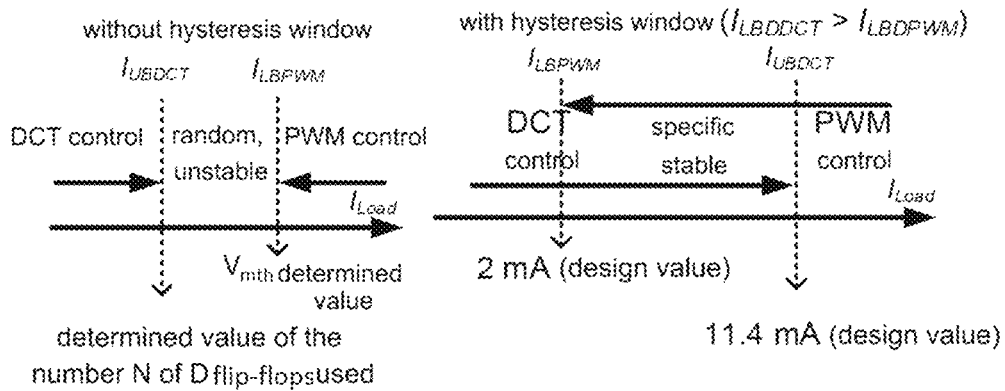 without hysteresis window
I_UBDCT I_LBPWM
DCT control
random,
unstable
PWM control
I_Load
V_mth determined
value
determined value of the
number N of D flip-flops used
with hysteresis window (I_LBDDCT > I_LBDPWM)
I_LBPWM I_UBDCT
DCT
control
specific
stable
PWM
control
I_Load
2 mA (design value)
11.4 mA (design value)